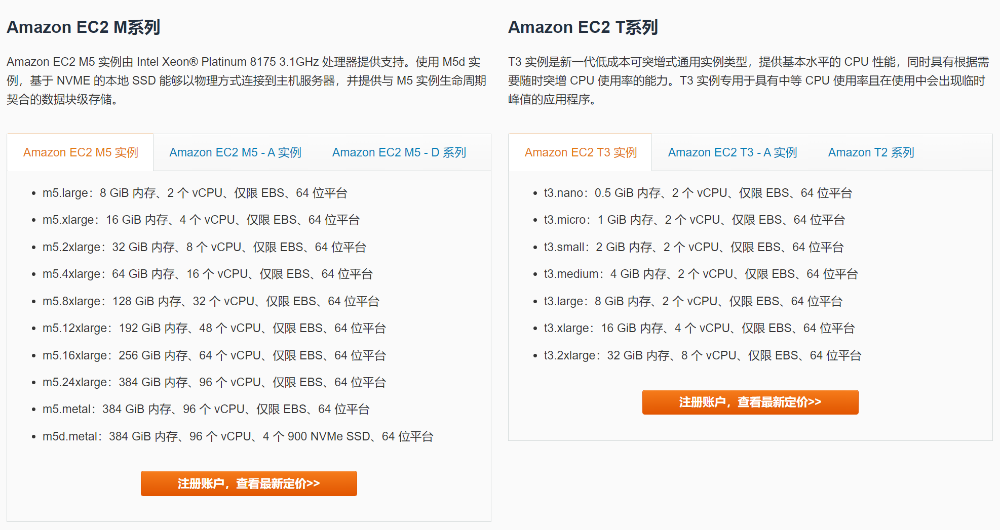 Amazon EC2 M系列
Amazon EC2 M5 实例由 Intel Xeon® Platinum 8175 3.1GHz 处理器提供支持。使用 M5d 实
例，基于 NVME 的本地 SSD 能够以物理方式连接到主机服务器，并提供与 M5 实例生命周期
契合的数据块级存储。
Amazon EC2 M5 实例
Amazon EC2 M5 - A 实例
Amazon EC2 M5 - D 系列
• m5.large：8 GiB 内存、2 个 vCPU、仅限 EBS、64 位平台
• m5.xlarge：16 GiB 内存、4 个 vCPU、仅限 EBS、64 位平台
• m5.2xlarge：32 GiB 内存、8 个 vCPU、仅限 EBS、64 位平台
• m5.4xlarge：64 GiB 内存、16 个 vCPU、仅限 EBS、64 位平台
• m5.8xlarge：128 GiB 内存、32 个 vCPU、仅限 EBS、64 位平台
• m5.12xlarge：192 GiB 内存、48 个 vCPU、仅限 EBS、64 位平台
• m5.16xlarge：256 GiB 内存、64 个 vCPU、仅限 EBS、64 位平台
• m5.24xlarge：384 GiB 内存、96 个 vCPU、仅限 EBS、64 位平台
• m5.metal：384 GiB 内存、96 个 vCPU、仅限 EBS、64 位平台
• m5d.metal：384 GiB 内存、96 个 vCPU、4 个 900 NVMe SSD、64 位平台
注册账户，查看最新定价>>
Amazon EC2 T系列
T3 实例是新一代低成本可突增式通用实例类型，提供基本水平的 CPU 性能，同时具有根据需
要随时突增 CPU 使用率的能力。T3 实例专用于具有中等 CPU 使用率且在使用中会出现临时
峰值的应用程序。
Amazon EC2 T3 实例
Amazon EC2 T3 - A 实例
Amazon T2 系列
• t3.nano：0.5 GiB 内存、2 个 vCPU、仅限 EBS、64 位平台
• t3.micro：1 GiB 内存、2 个 vCPU、仅限 EBS、64 位平台
• t3.small：2 GiB 内存、2 个 vCPU、仅限 EBS、64 位平台
• t3.medium：4 GiB 内存、2 个 vCPU、仅限 EBS、64 位平台
• t3.large：8 GiB 内存、2 个 vCPU、仅限 EBS、64 位平台
• t3.xlarge：16 GiB 内存、4 个 vCPU、仅限 EBS、64 位平台
• t3.2xlarge：32 GiB 内存、8 个 vCPU、仅限 EBS、64 位平台
注册账户，查看最新定价>>